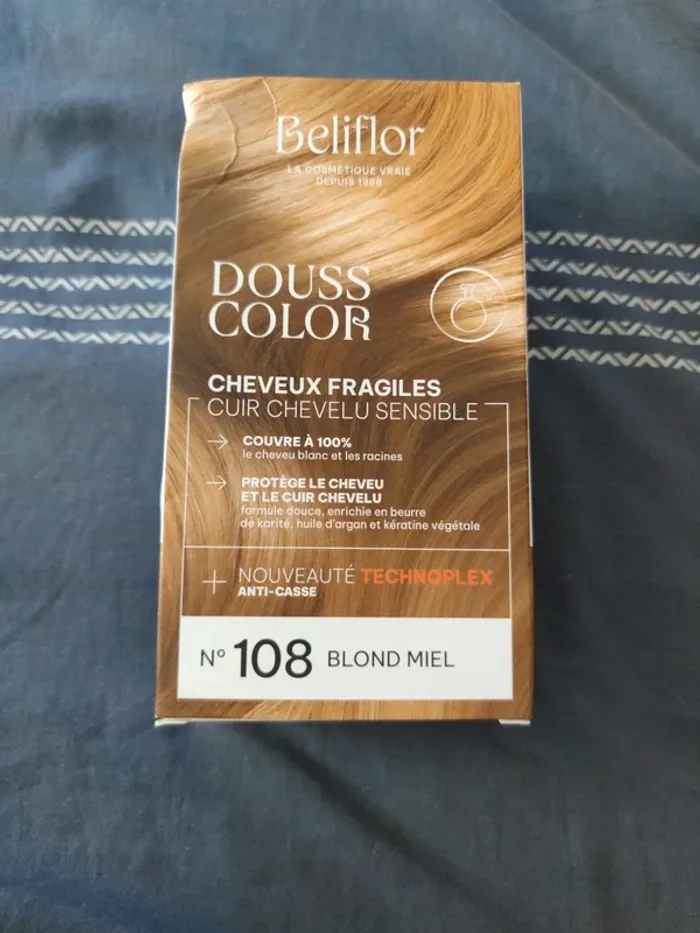 Beliflor
LA COSMÉTIQUE VRAIE
DEPUIS 1988
DOUSS
COLOR
CHEVEUX FRAGILES
CUIR CHEVELU SENSIBLE
COUVRE À 100%
le cheveu blanc et les racines
PROTÈGE LE CHEVEU
ET LE CUIR CHEVELU
formule douce, enrichie en beurre
de karité, huile d'argan et kératine végétale
+ NOUVEAUTÉ TECHNOPLEX
ANTI-CASSE
N° 108 BLOND MIEL